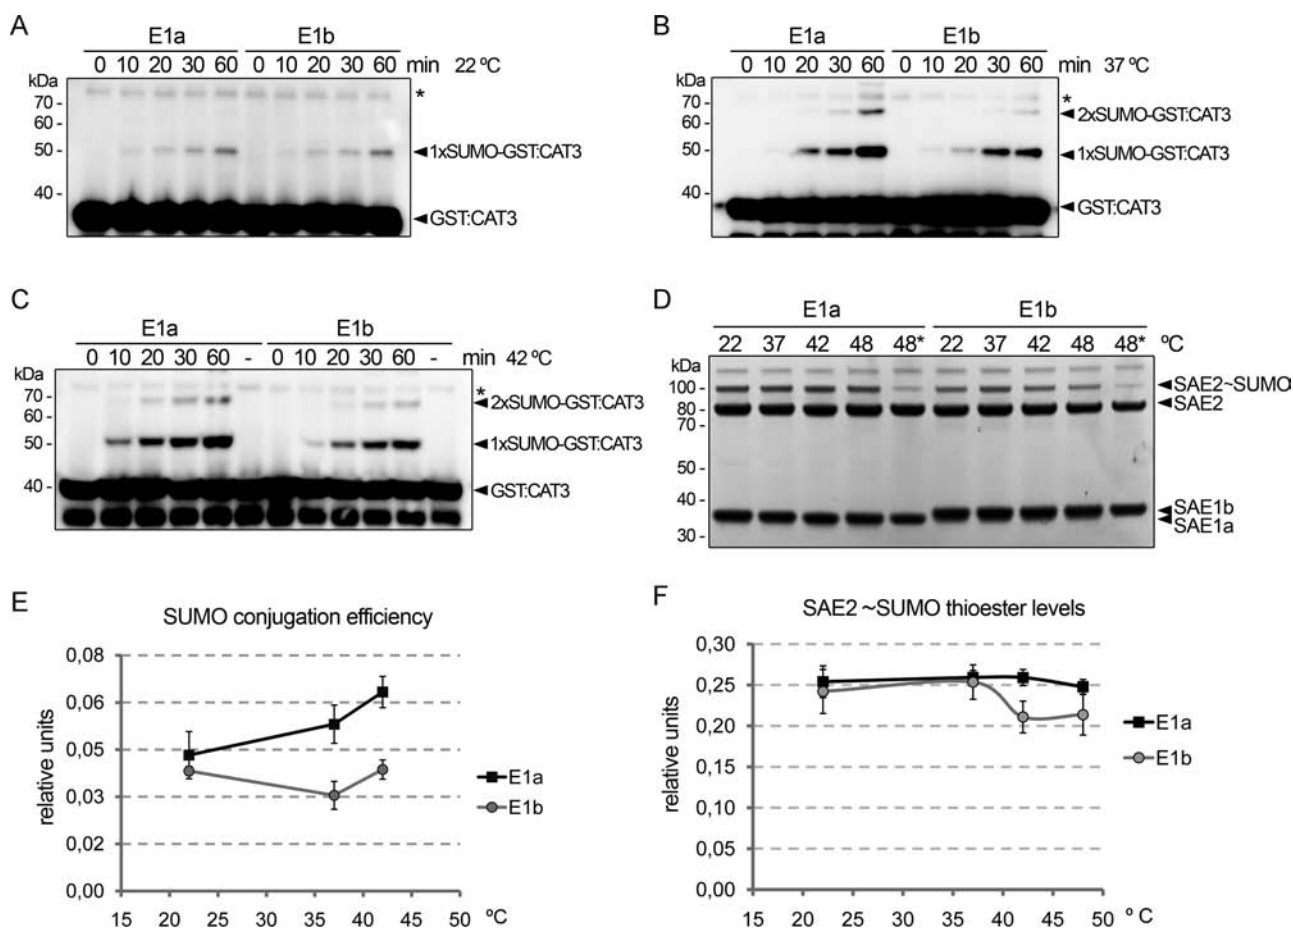 A
E1a E1b
0 10 20 30 60 0 10 20 30 60 min 22 ºC
kDa
70 -
60 -
50 -
40 -
*
1xSUMO-GST:CAT3
GST:CAT3
B
E1a E1b
0 10 20 30 60 0 10 20 30 60 min 37 ºC
kDa
70 -
60 -
50 -
40 -
*
2xSUMO-GST:CAT3
1xSUMO-GST:CAT3
GST:CAT3
C
E1a E1b
0 10 20 30 60 - 0 10 20 30 60 - min 42 ºC
kDa
70 -
60 -
50 -
40 -
*
2xSUMO-GST:CAT3
1xSUMO-GST:CAT3
GST:CAT3
D
E1a E1b
22 37 42 48 48* 22 37 42 48 48* ºC
kDa
100 -
80 -
70 -
50 -
40 -
30 -
SAE2~SUMO
SAE2
SAE1b
SAE1a
E
SUMO conjugation efficiency
relative units
0,08
0,06
0,05
0,03
0,02
0,00
15 20 25 30 35 40 45 50 ºC
E1a
E1b
F
SAE2 ~SUMO thioester levels
relative units
0,30
0,25
0,20
0,15
0,10
0,05
0,00
15 20 25 30 35 40 45 50 º C
E1a
E1b